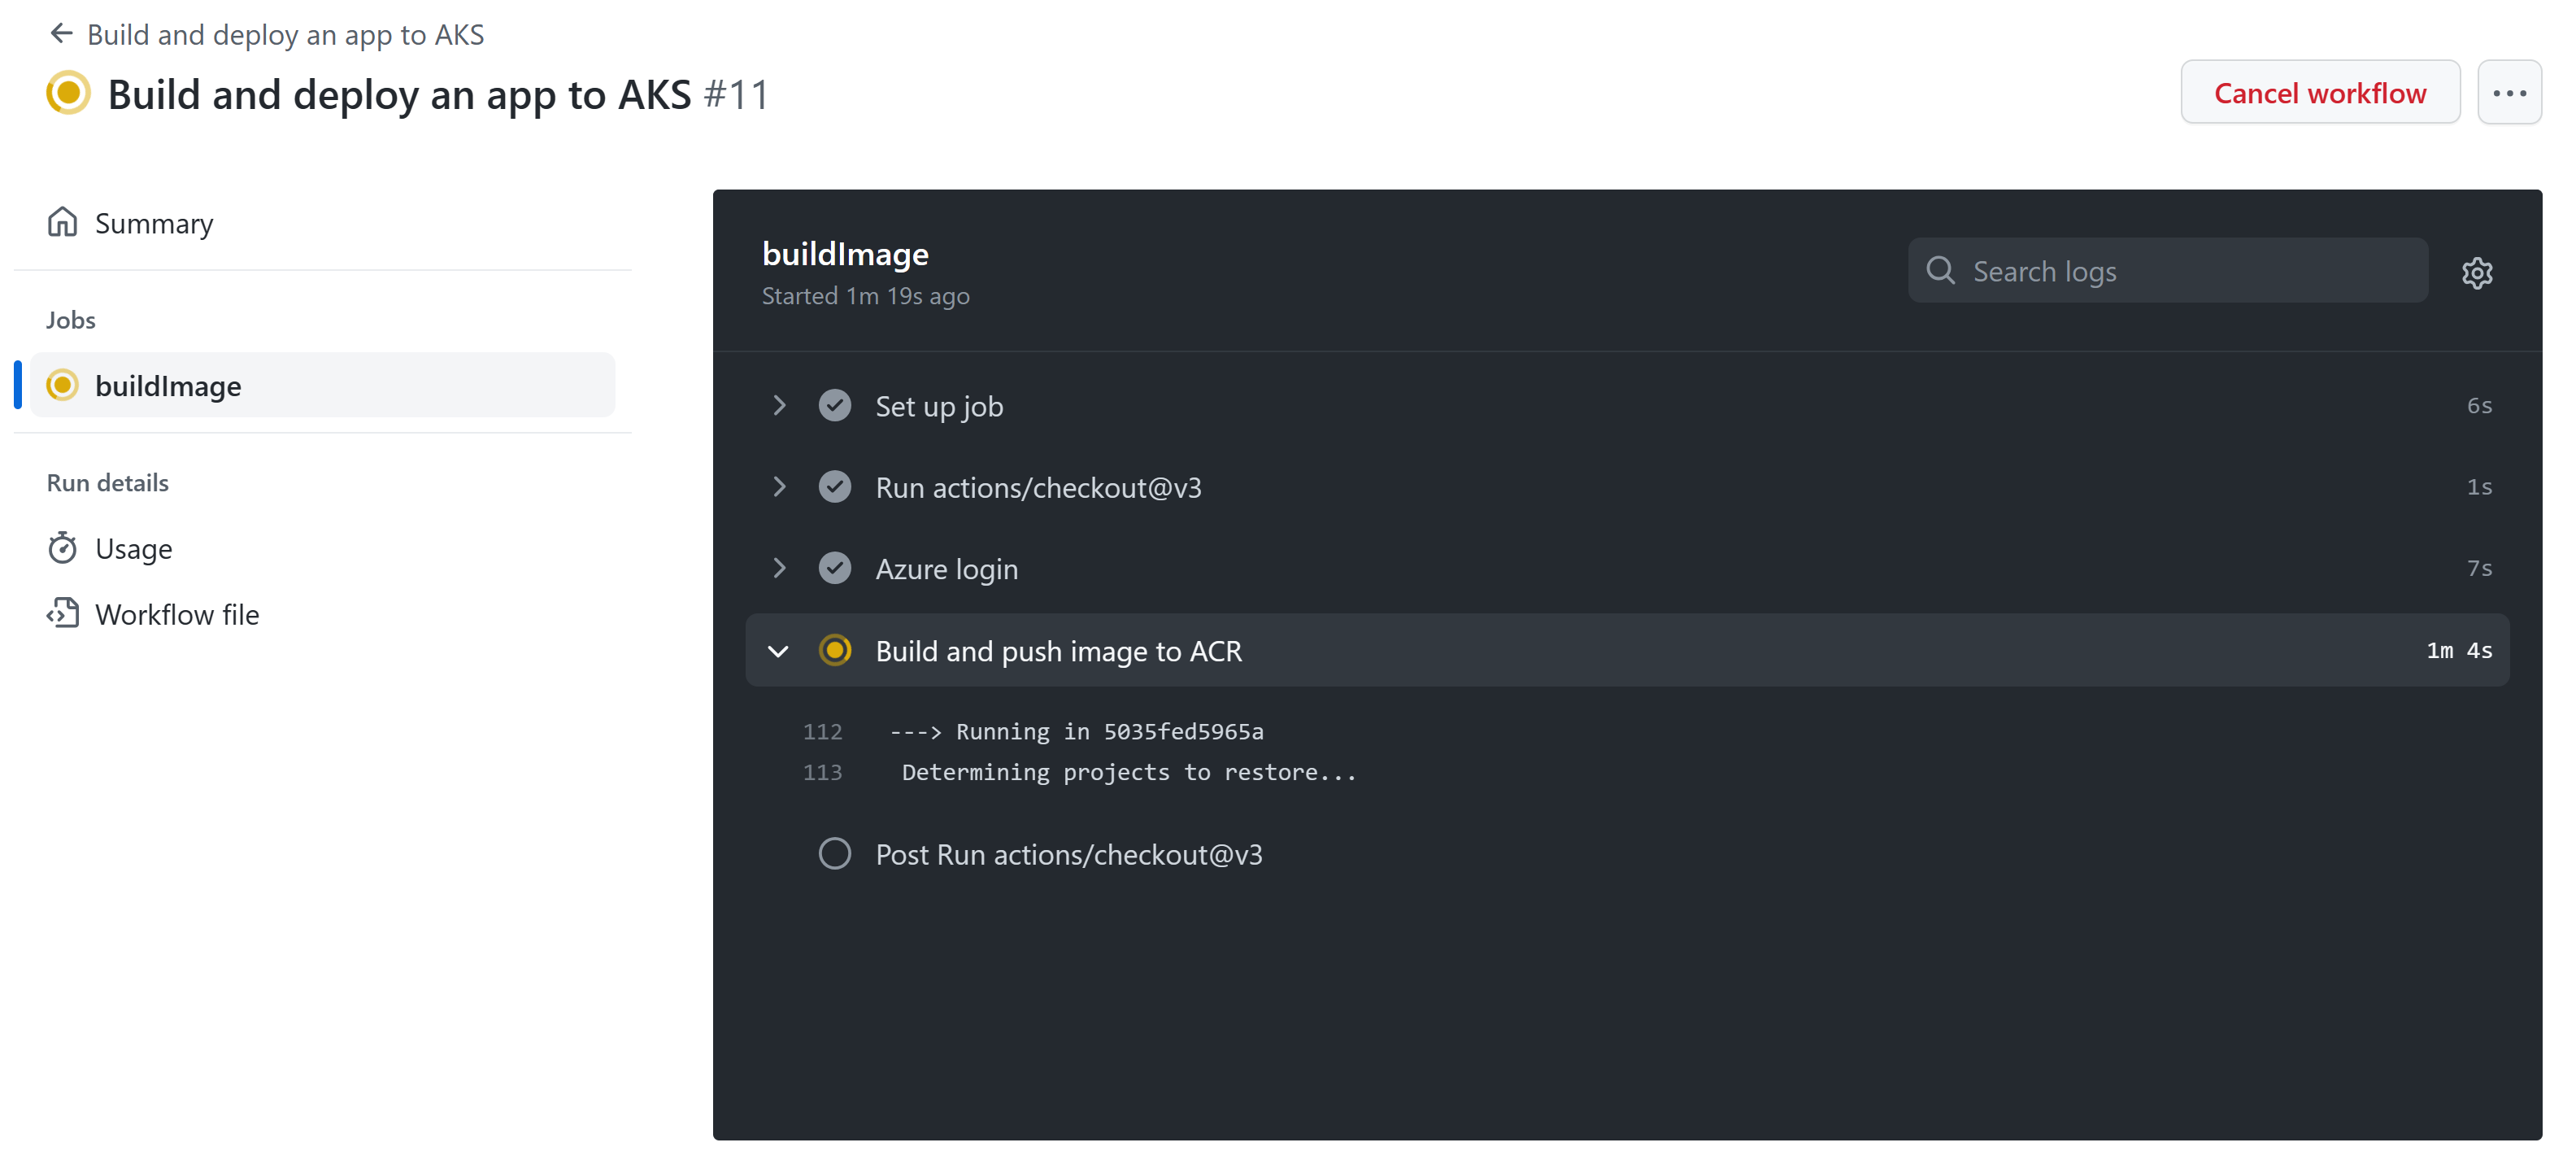 Build and deploy an app to AKS
Build and deploy an app to AKS #11
Cancel workflow
Summary
Jobs
buildImage
Run details
Usage
Workflow file
buildImage
Started 1m 19s ago
Search logs
Set up job 6s
Run actions/checkout@v3 1s
Azure login 7s
Build and push image to ACR 1m 4s
112 ---> Running in 5035fed5965a
113 Determining projects to restore...
Post Run actions/checkout@v3